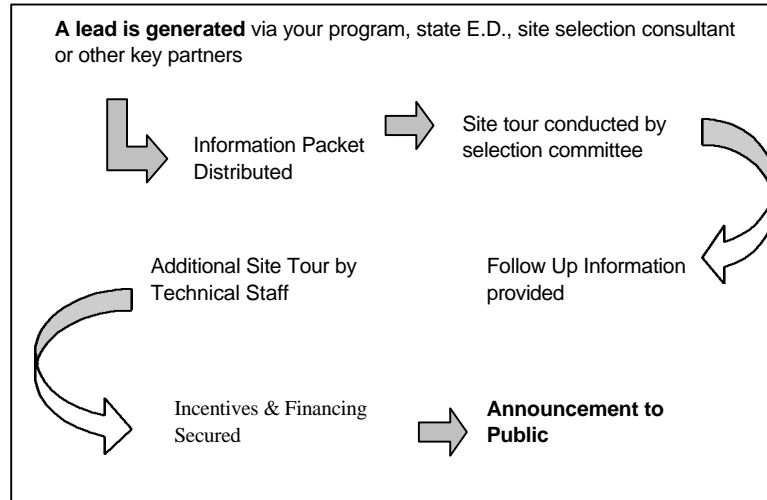 A lead is generated via your program, state E.D., site selection consultant
or other key partners
Information Packet
Distributed
Site tour conducted by
selection committee
Follow Up Information
provided
Additional Site Tour by
Technical Staff
Incentives & Financing
Secured
Announcement to
Public